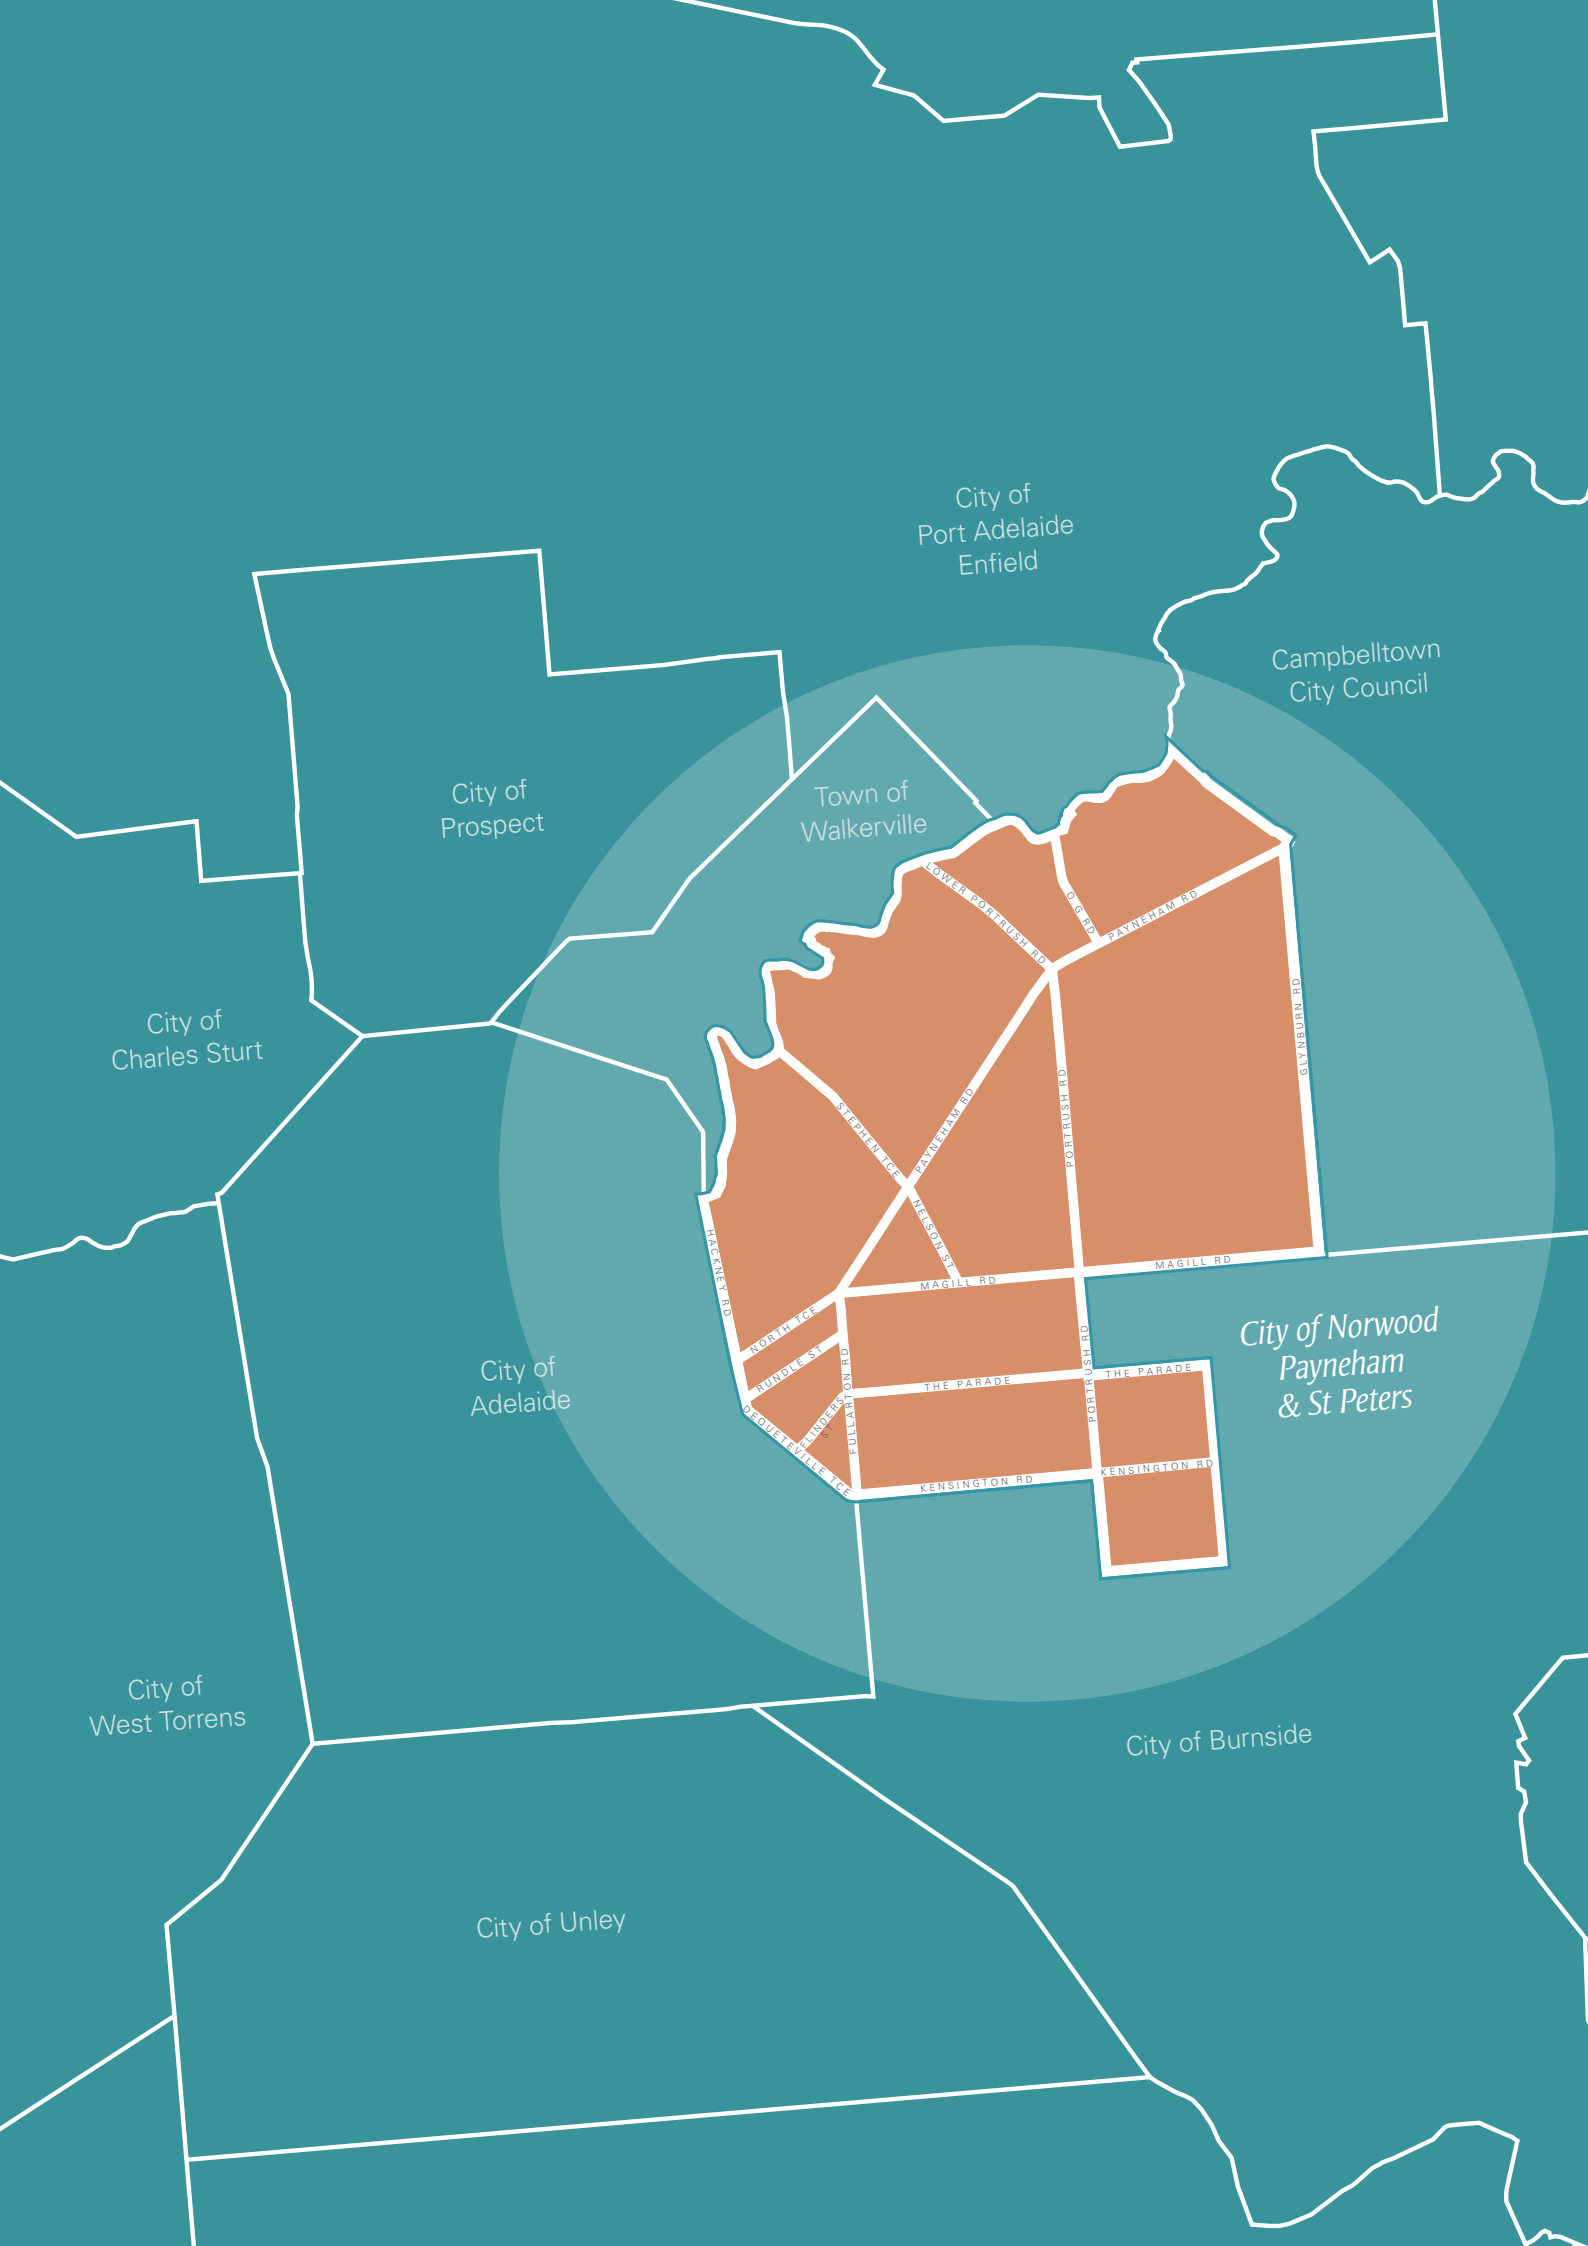 City of
Port Adelaide
Enfield
Campbelltown
City Council
City of
Prospect
Town of
Walkerville
LOWER PORTRUSH RD
O G RD
PAYNEHAM RD
City of
Charles Sturt
GLYNBURN RD
STEPHEN TCE
PAYNEHAM RD
PORTRUSH RD
NELSON ST
HACKNEY RD
MAGILL RD
MAGILL RD
NORTH TCE
RUNDLE ST
FULLARTON RD
PORTRUSH RD
THE PARADE
THE PARADE
FLINDERS
ST
DEQUETEVILLE TCE
PORTRUSH RD
KENSINGTON RD
KENSINGTON RD
City of Norwood
Payneham
& St Peters
City of
Adelaide
City of
West Torrens
City of Burnside
City of Unley